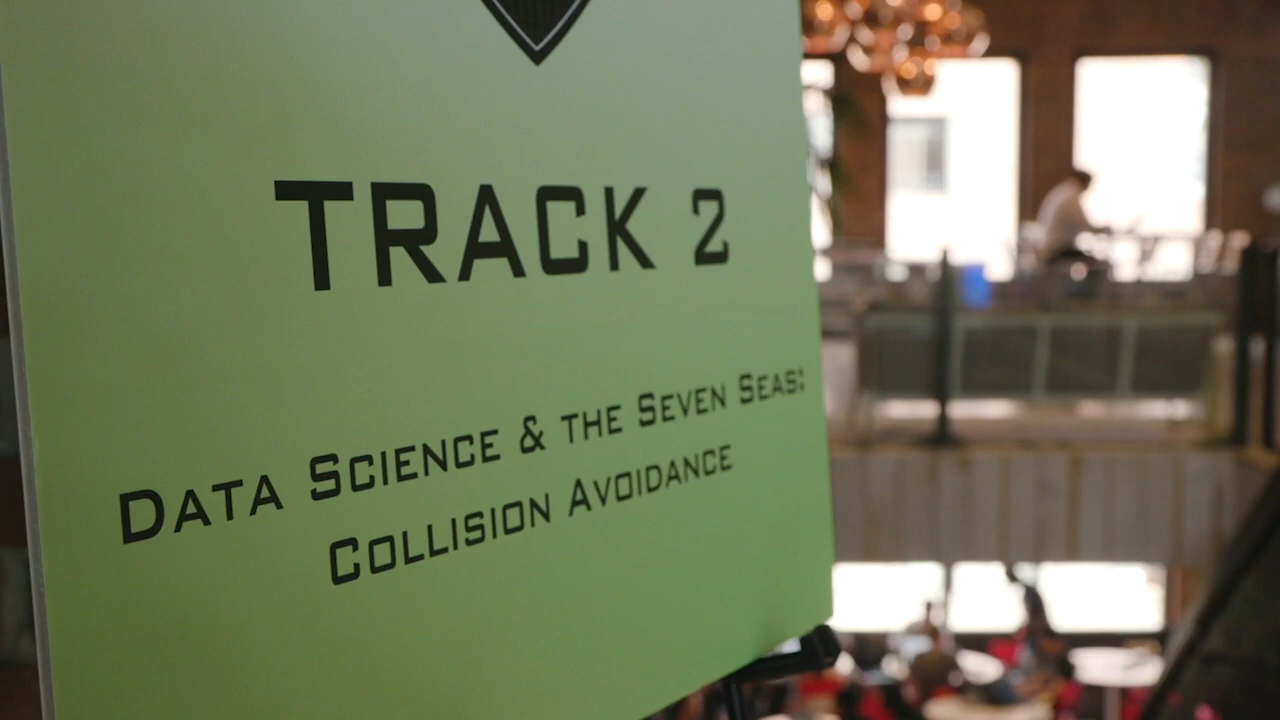 TRACK 2
DATA SCIENCE & THE SEVEN SEAS:
COLLISION AVOIDANCE